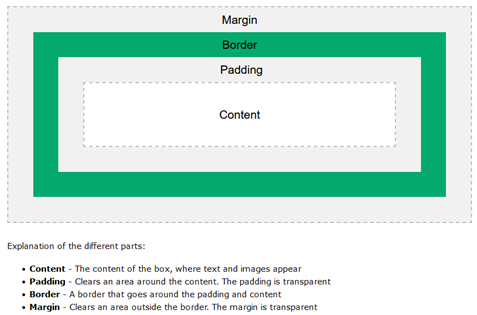 Margin
Border
Padding
Content
Explanation of the different parts:
• Content - The content of the box, where text and images appear
• Padding - Clears an area around the content. The padding is transparent
• Border - A border that goes around the padding and content
• Margin - Clears an area outside the border. The margin is transparent